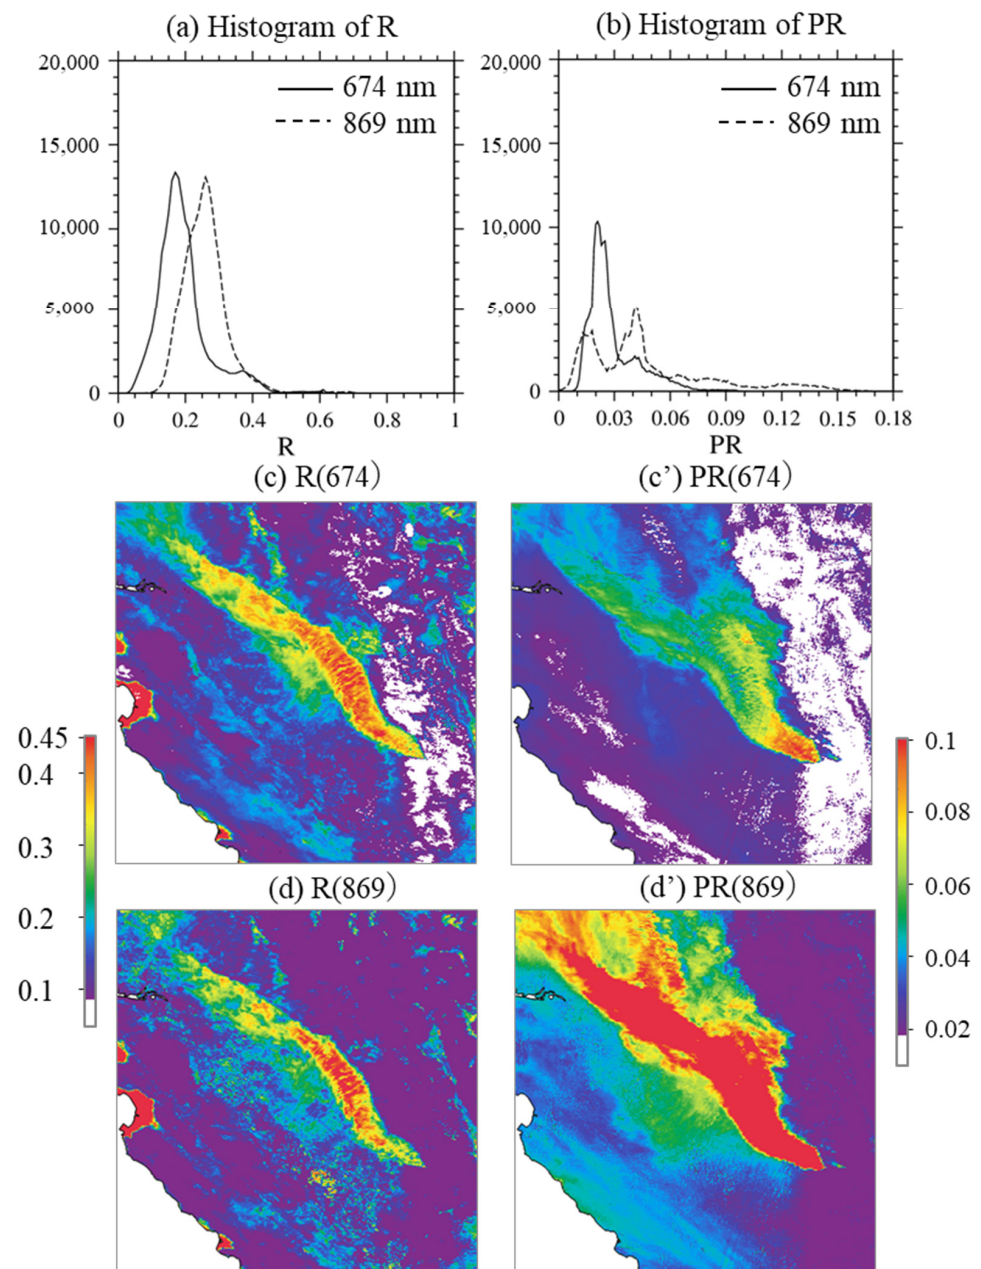 (a) Histogram of R
(b) Histogram of PR
20,000
15,000
10,000
5,000
0
674 nm
869 nm
0 0.2 0.4 0.6 0.8 1
R
20,000
15,000
10,000
5,000
0
674 nm
869 nm
0 0.03 0.06 0.09 0.12 0.15 0.18
PR
(c) R(674)
(c’) PR(674)
0.45
0.4
0.3
0.2
0.1
0.1
0.08
0.06
0.04
0.02
(d) R(869)
(d’) PR(869)